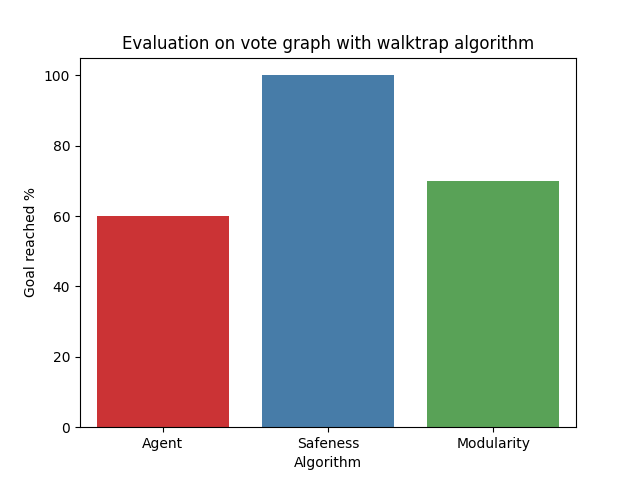 Evaluation on vote graph with walktrap algorithm
Goal reached %
100
80
60
40
20
0
Agent Safeness Modularity
Algorithm